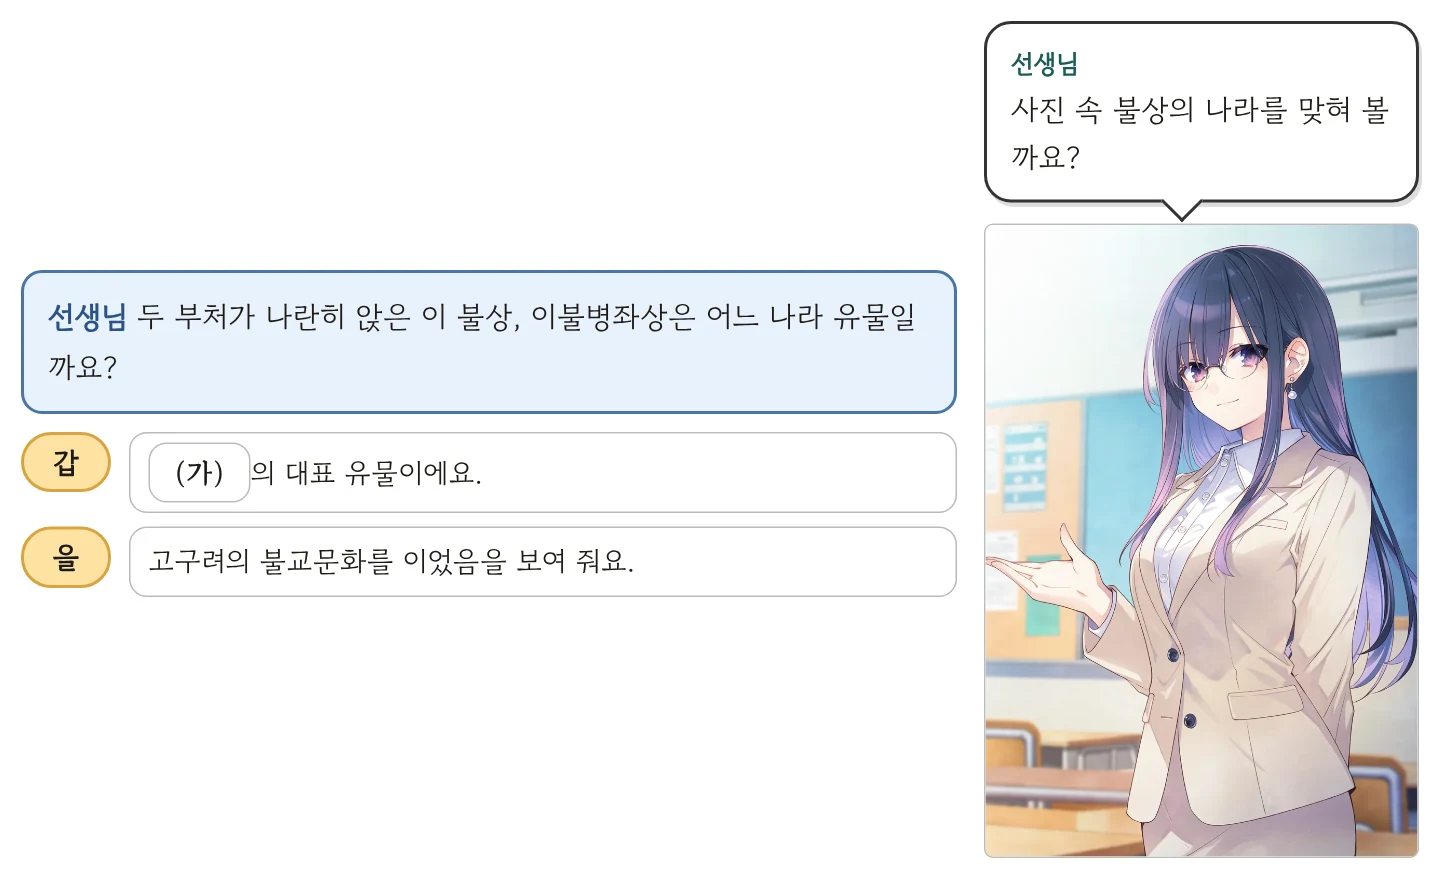 선생님
사진 속 불상의 나라를 맞혀 볼
까요?
선생님 두 부처가 나란히 앉은 이 불상, 이불병좌상은 어느 나라 유물일
까요?
갑
(가)의 대표 유물이에요.
을
고구려의 불교문화를 이었음을 보여 줘요.